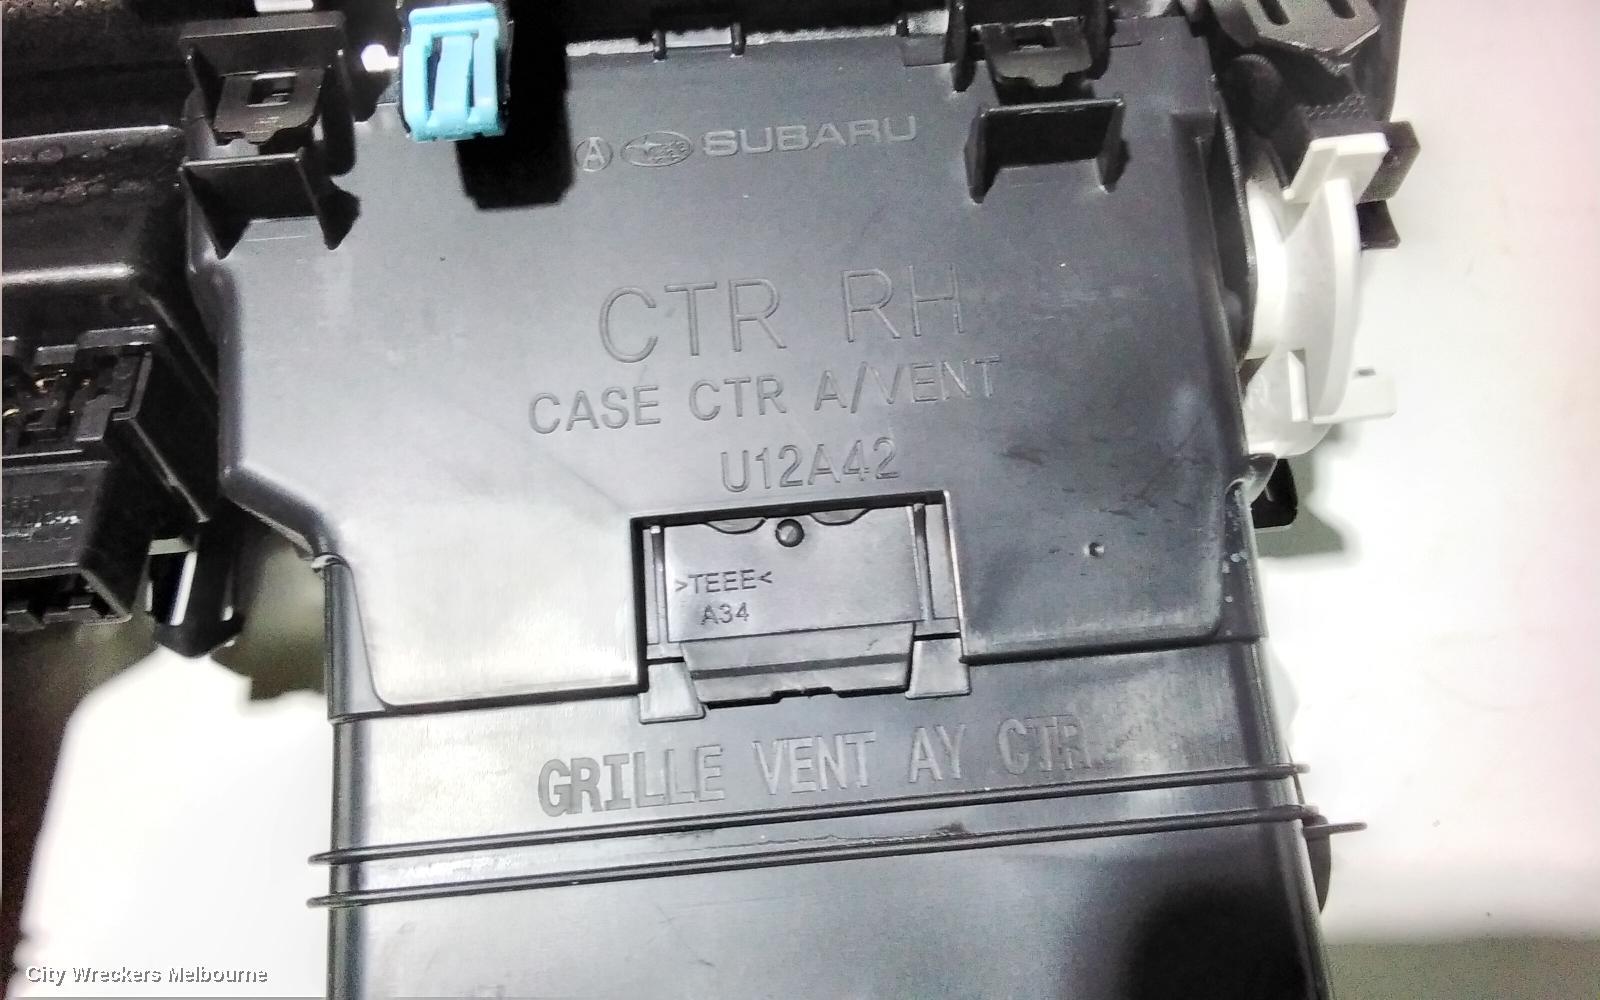 A SUBARU
CTR RH
CASE CTR A/VENT
U12A42
>TEEE<
A34
GRILLE VENT AY CTR
City Wreckers Melbourne